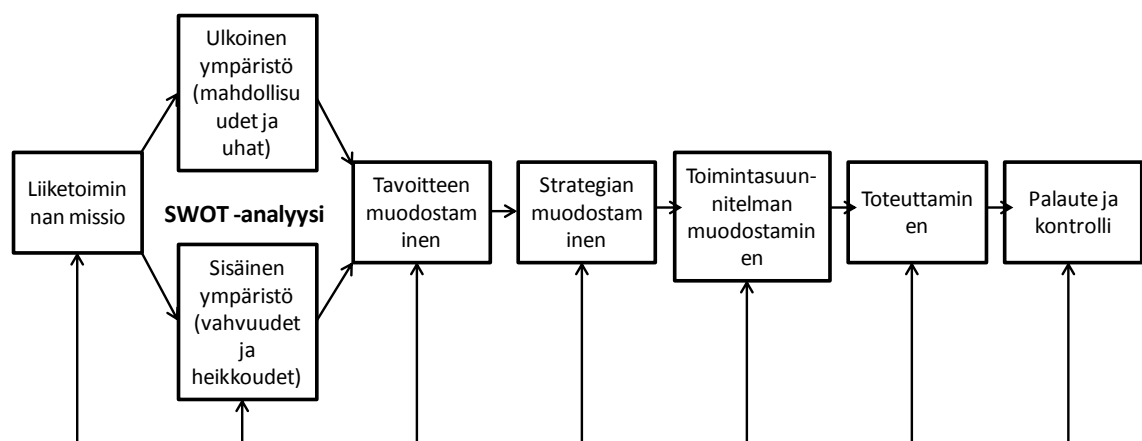 Liiketoimin
nan missio
Ulkoinen
ympäristö
(mahdollisu
udet ja
uhat)
SWOT -analyysi
Sisäinen
ympäristö
(vahvuudet
ja
heikkoudet)
Tavoitteen
muodostam
inen
Strategian
muodostam
inen
Toimintasuun-
nitelman
muodostamin
en
Toteuttamin
en
Palaute ja
kontrolli